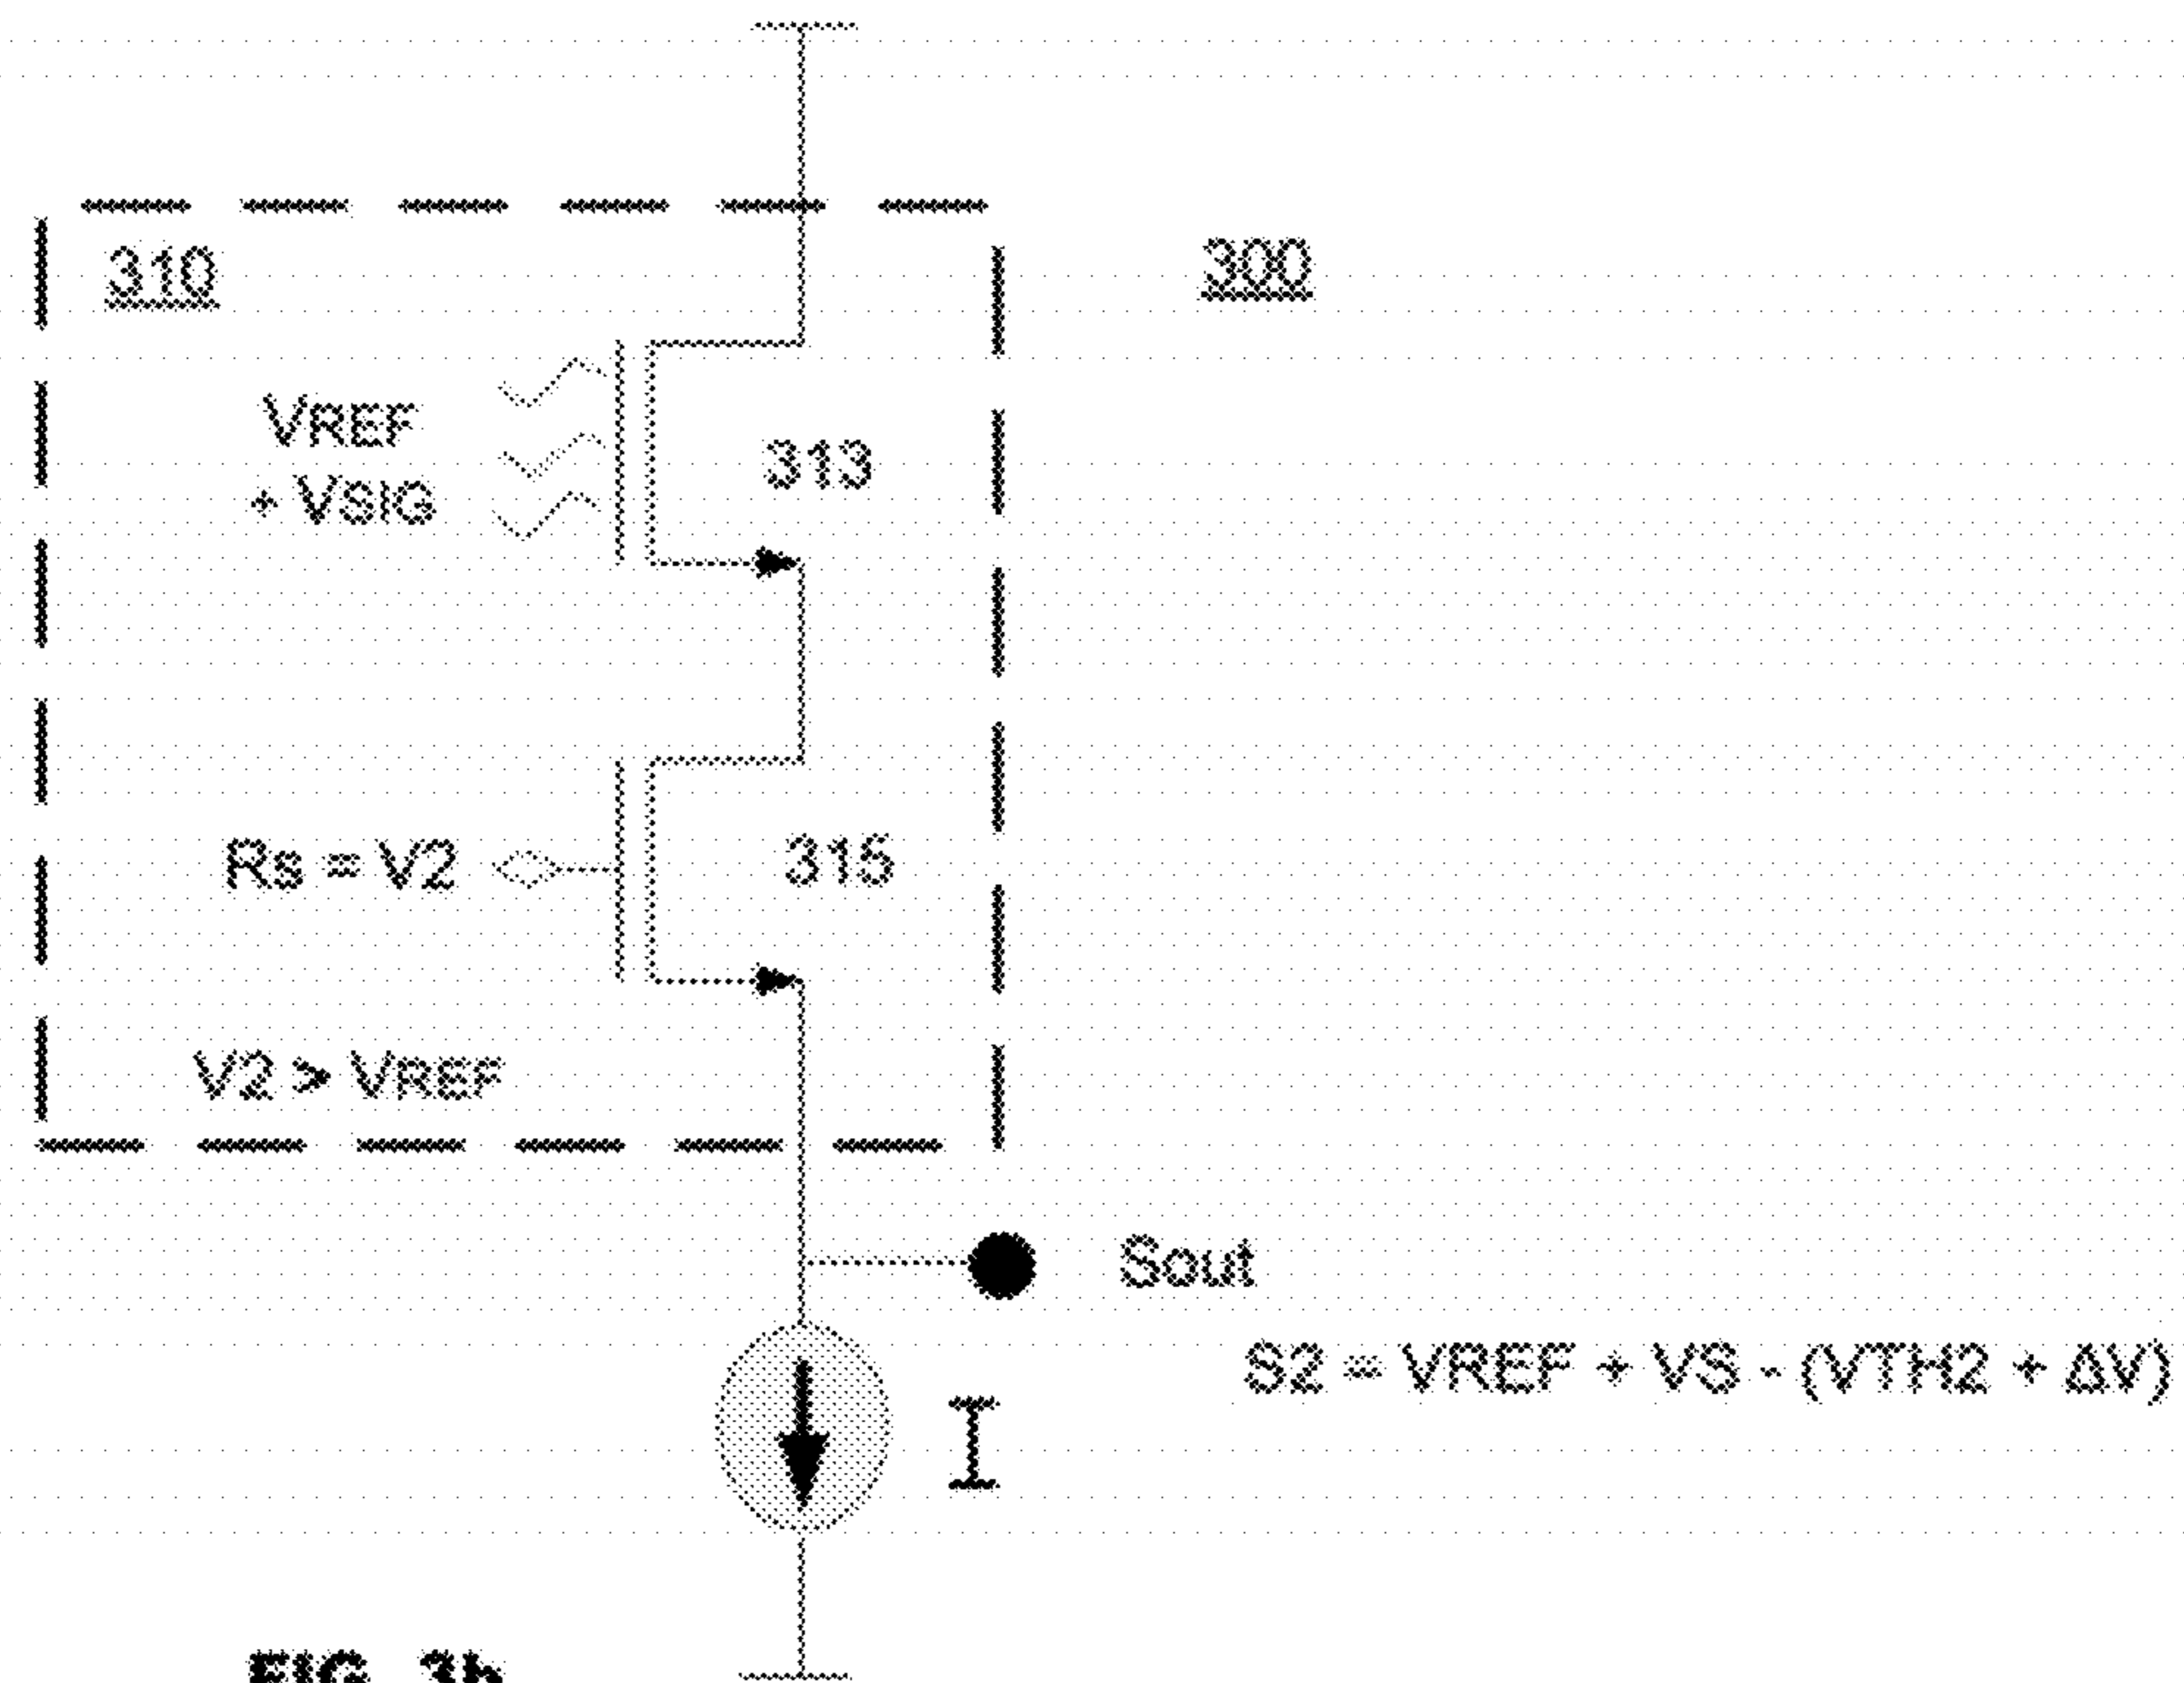 310
300
VREF
+ VSIG
313
Rs = V2
315
V2 > VREF
Sout
S2 = VREF + VS - (VTH2 + ΔV)
I
FIG. 3b